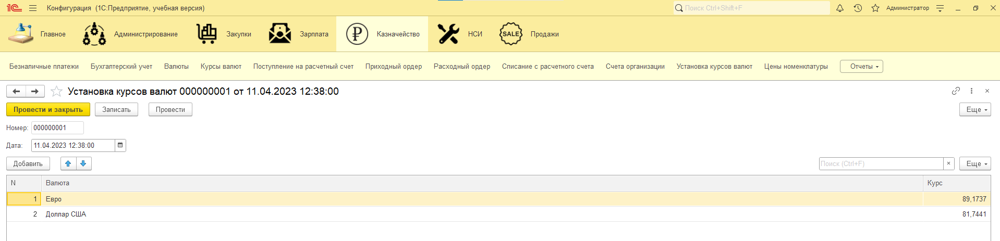 1С Конфигурация (1С:Предприятие, учебная версия) Поиск Ctrl+Shift+F Администратор
Главное Администрирование Закупки Зарплата Казначейство НСИ SALE Продажи
Безналичные платежи Бухгалтерский учет Валюты Курсы валют Поступление на расчетный счет Приходный ордер Расходный ордер Списание с расчетного счета Счета организации Установка курсов валют Цены номенклатуры Отчеты
Установка курсов валют 000000001 от 11.04.2023 12:38:00
Провести и закрыть Записать Провести Еще
Номер: 000000001
Дата: 11.04.2023 12:38:00
Добавить Поиск (Ctrl+F) × Еще
N Валюта Курс
1 Евро 89,1737
2 Доллар США 81,7441